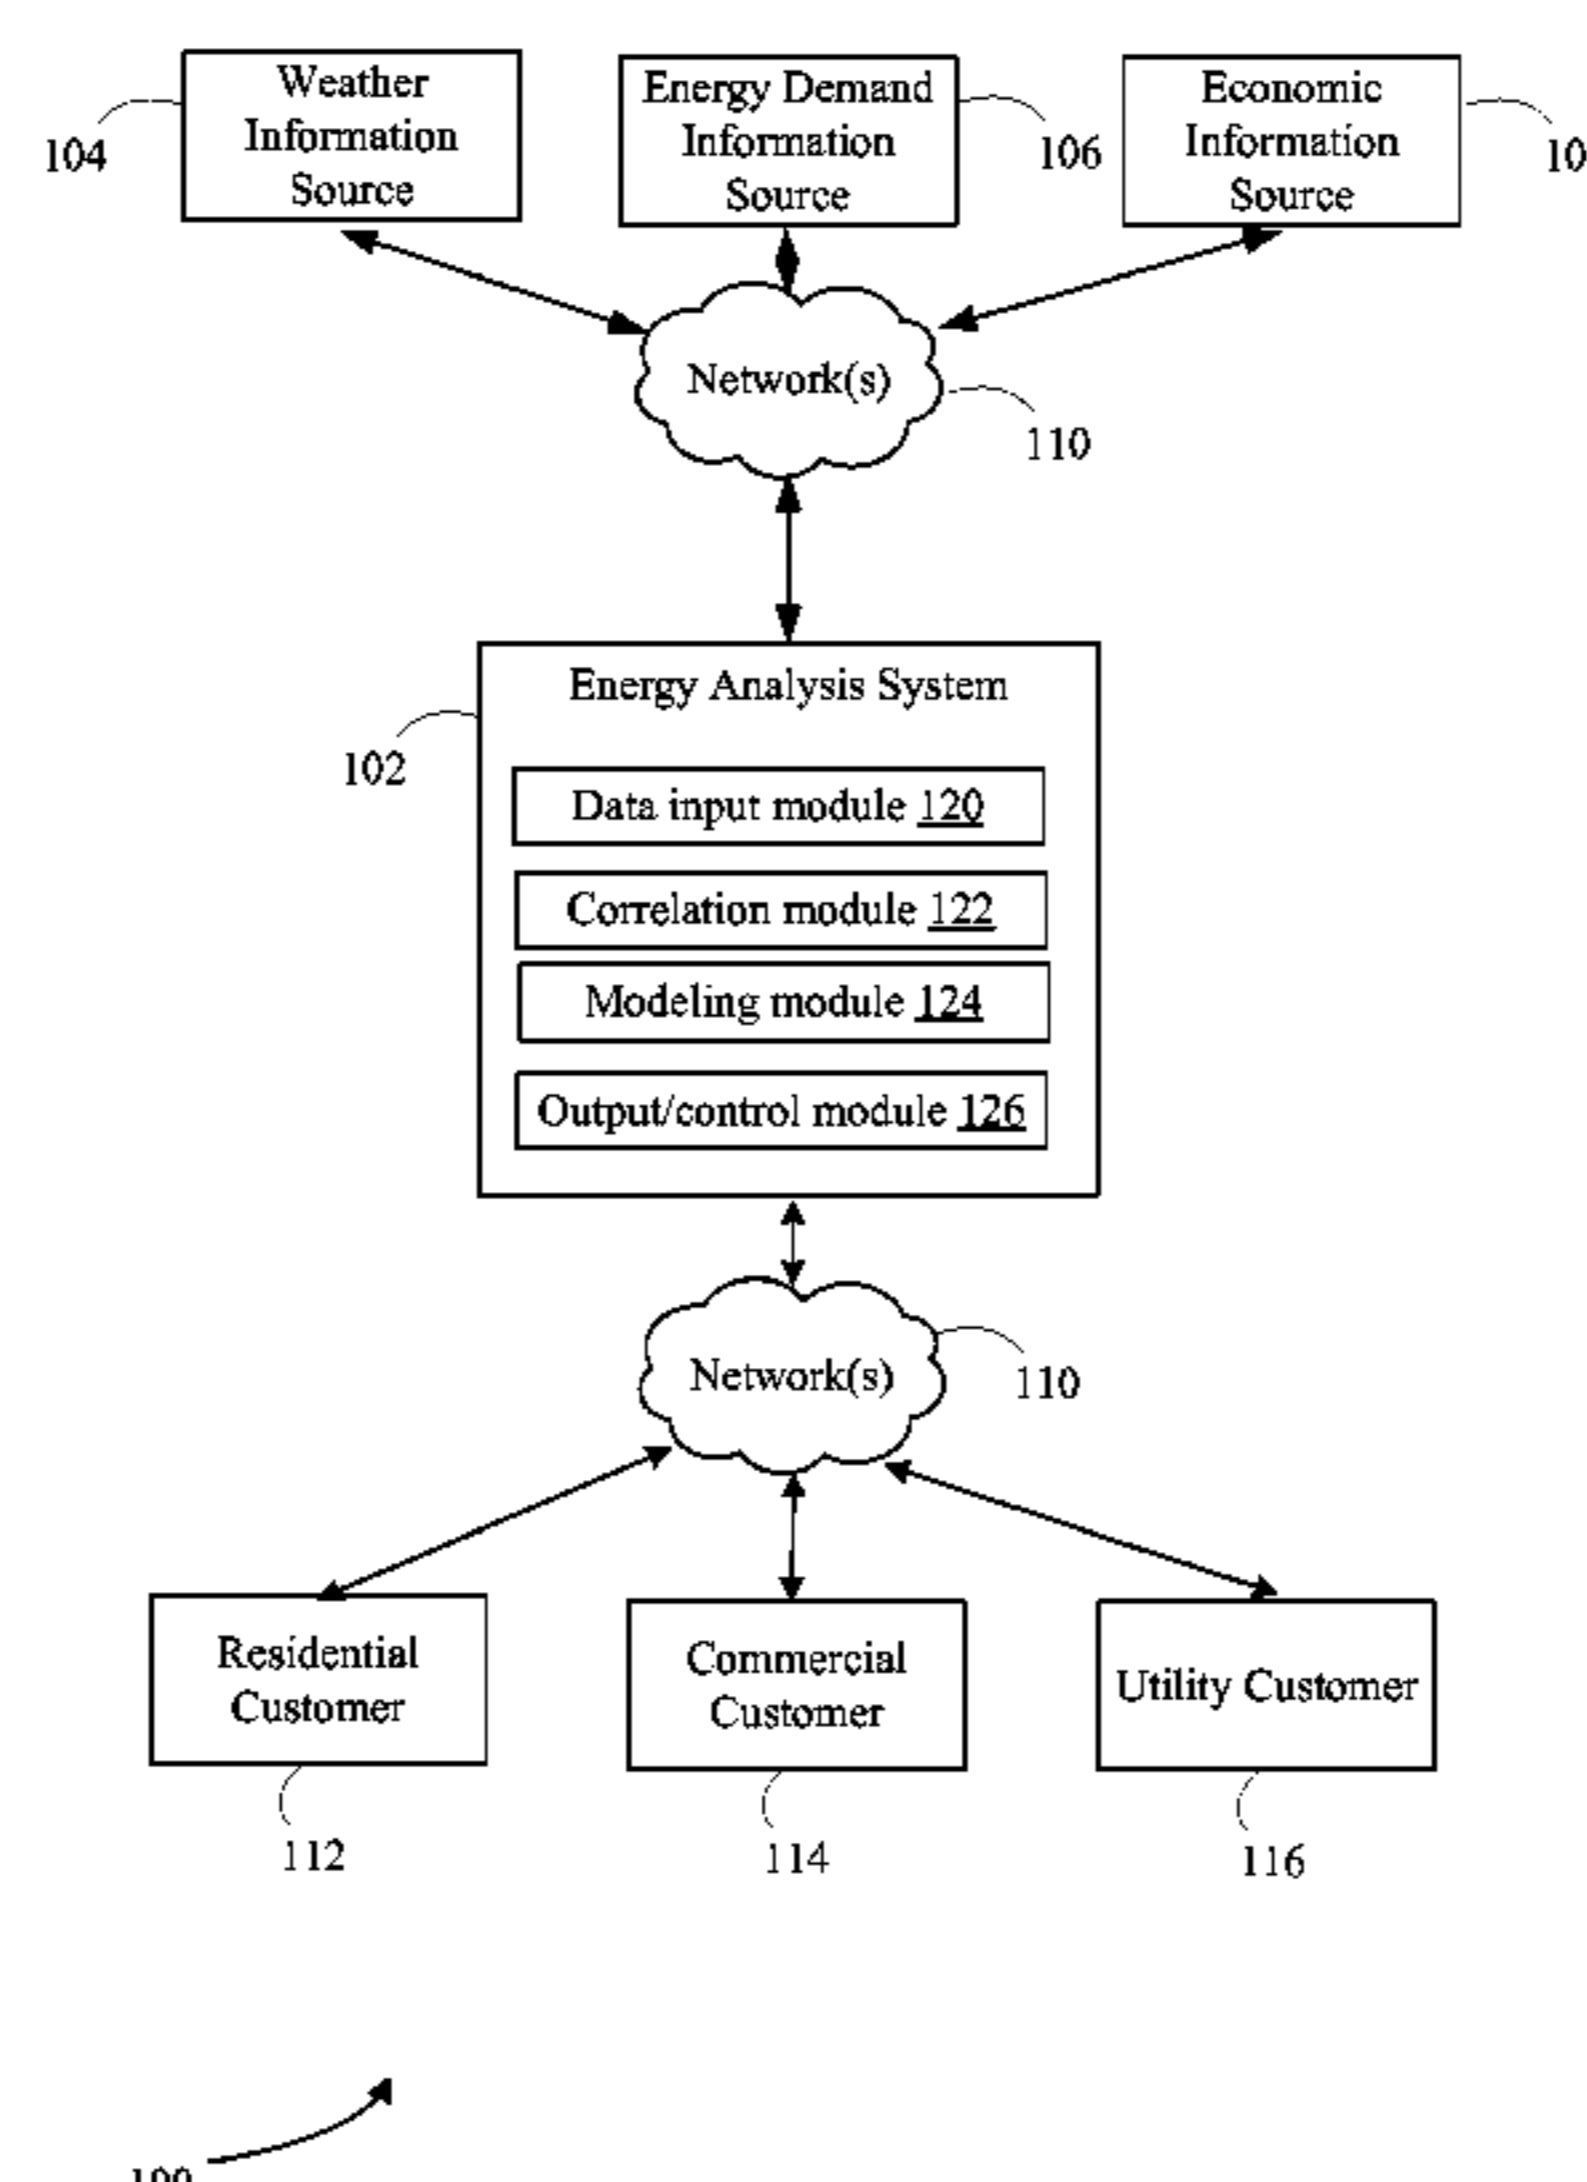 Weather
Information
Source
104
Energy Demand
Information
Source
106
Economic
Information
Source
10
Network(s)
110
Energy Analysis System
102
Data input module 120
Correlation module 122
Modeling module 124
Output/control module 126
Network(s)
110
Residential
Customer
112
Commercial
Customer
114
Utility Customer
116